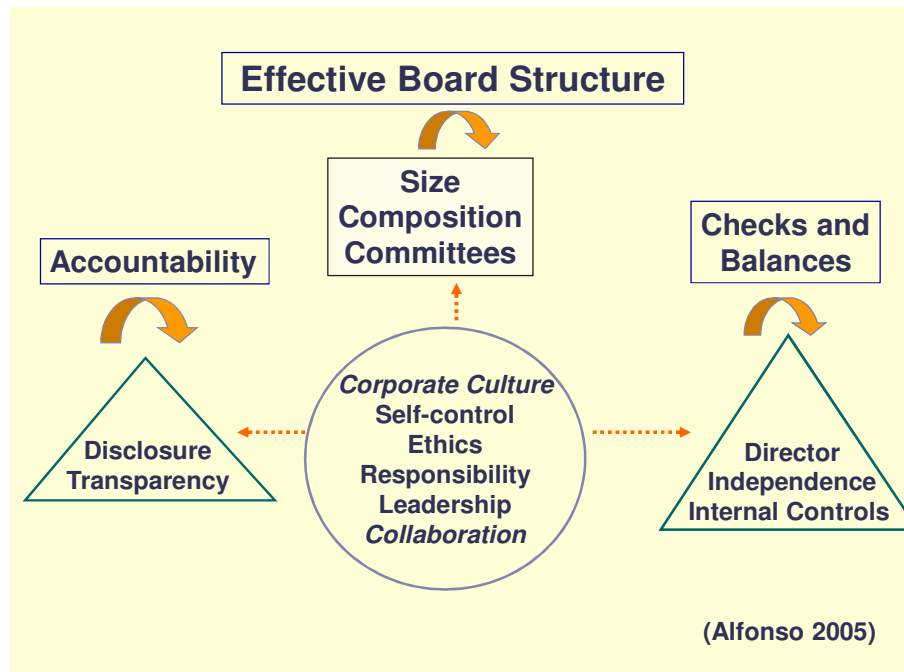 Effective Board Structure
Size
Composition
Committees
Accountability
Checks and
Balances
Disclosure
Transparency
Corporate Culture
Self-control
Ethics
Responsibility
Leadership
Collaboration
Director
Independence
Internal Controls
(Alfonso 2005)